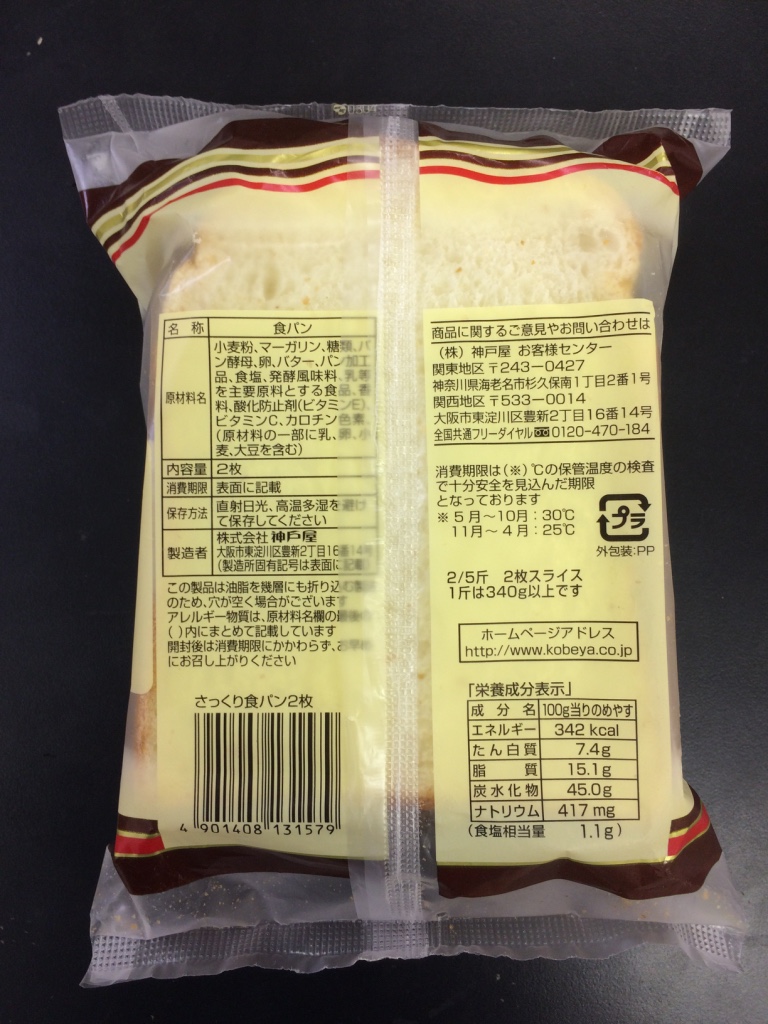 名称 食パン
原材料名 小麦粉、マーガリン、糖類、パ
ン酵母、卵、バター、パン加工
品、食塩、発酵風味料、乳等
を主要原料とする食品、香
料、酸化防止剤(ビタミンE)、
ビタミンC、カロチン色素、
(原材料の一部に乳、卵、小
麦、大豆を含む)
内容量 2枚
消費期限 表面に記載
保存方法 直射日光、高温多湿を避け
て保存してください
製造者 株式会社 神戸屋
大阪市東淀川区豊新2丁目16番14号
(製造所固有記号は表面に記載)
この製品は油脂を幾層にも折り込む製法
のため、穴が空く場合がございます
アレルギー物質は、原材料名欄の最後の
( )内にまとめて記載しています
開封後は消費期限にかかわらず、お早め
にお召し上がりください
さっくり食パン2枚
4 901408 131579
商品に関するご意見やお問い合わせは
(株) 神戸屋 お客様センター
関東地区 〒243-0427
神奈川県海老名市杉久保南1丁目2番1号
関西地区 〒533-0014
大阪市東淀川区豊新2丁目16番14号
全国共通フリーダイヤル 0120-470-184
消費期限は(※)℃の保管温度の検査
で十分安全を見込んだ期限
となっております
※ 5月~10月:30℃
11月~ 4月:25℃
プラ
外包装:PP
2/5斤 2枚スライス
1斤は340g以上です
ホームページアドレス
http://www.kobeya.co.jp
「栄養成分表示」
成分名 100g当りのめやす
エネルギー 342 kcal
たん白質 7.4g
脂質 15.1g
炭水化物 45.0g
ナトリウム 417 mg
(食塩相当量 1.1g)